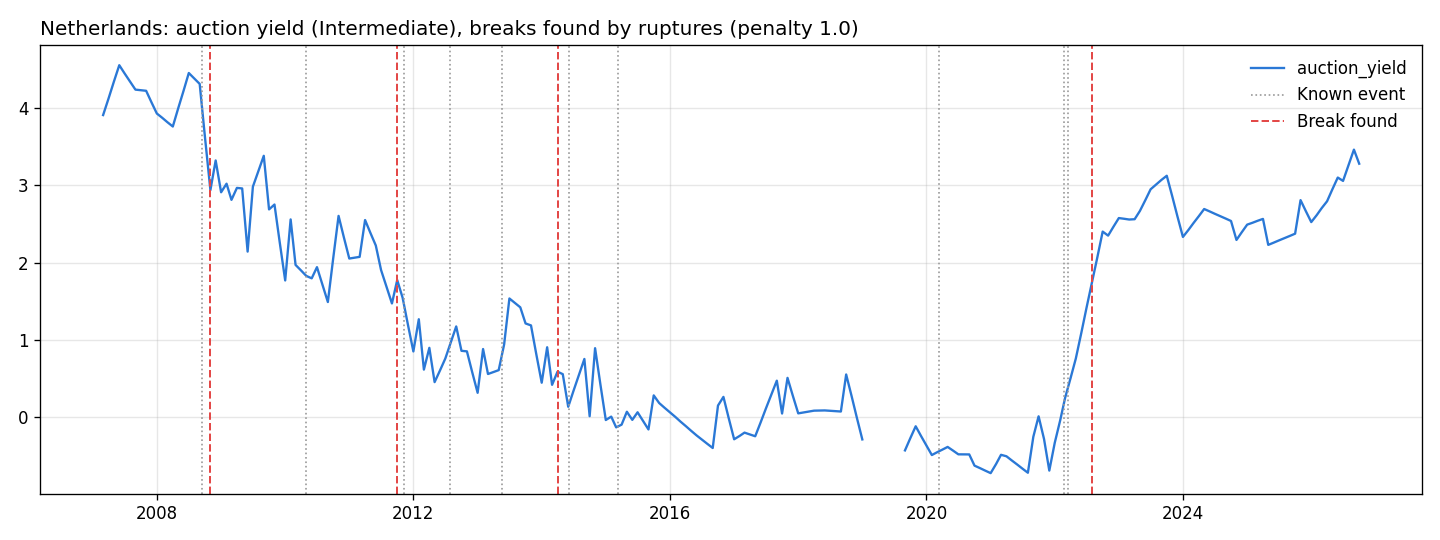 Netherlands: auction yield (Intermediate), breaks found by ruptures (penalty 1.0)
auction_yield
Known event
Break found
4
3
2
1
0
2008
2012
2016
2020
2024